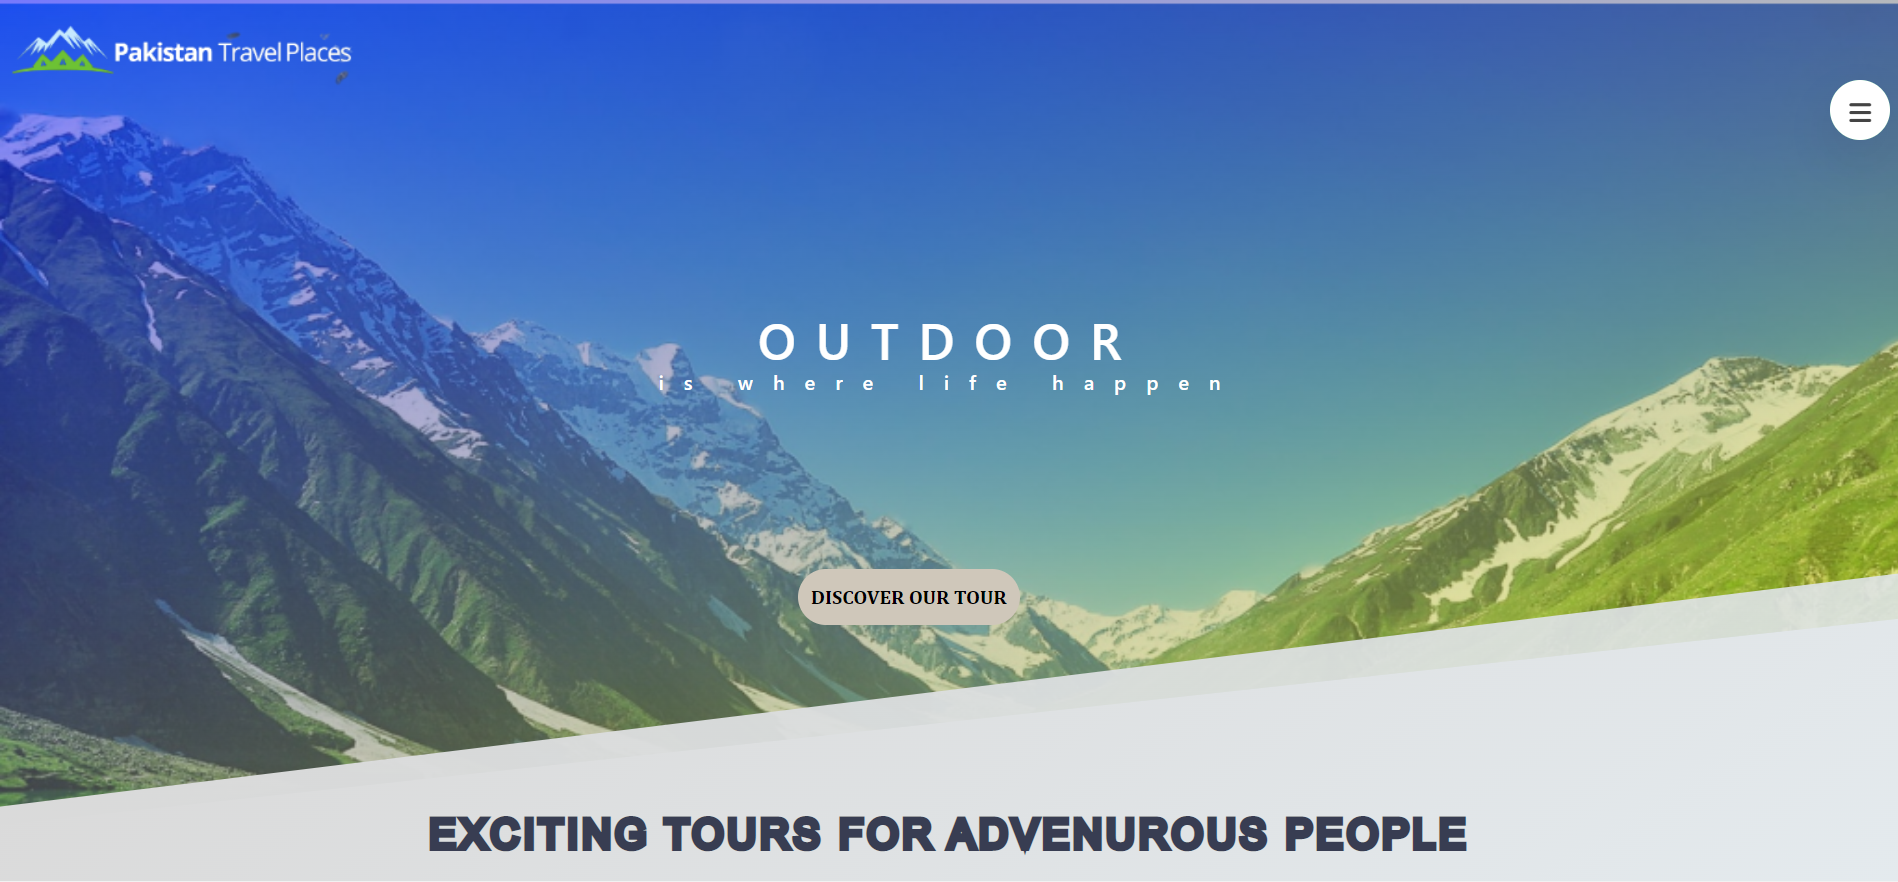 Pakistan Travel Places
OUTDOOR
is where life happen
DISCOVER OUR TOUR
EXCITING TOURS FOR ADVENUROUS PEOPLE